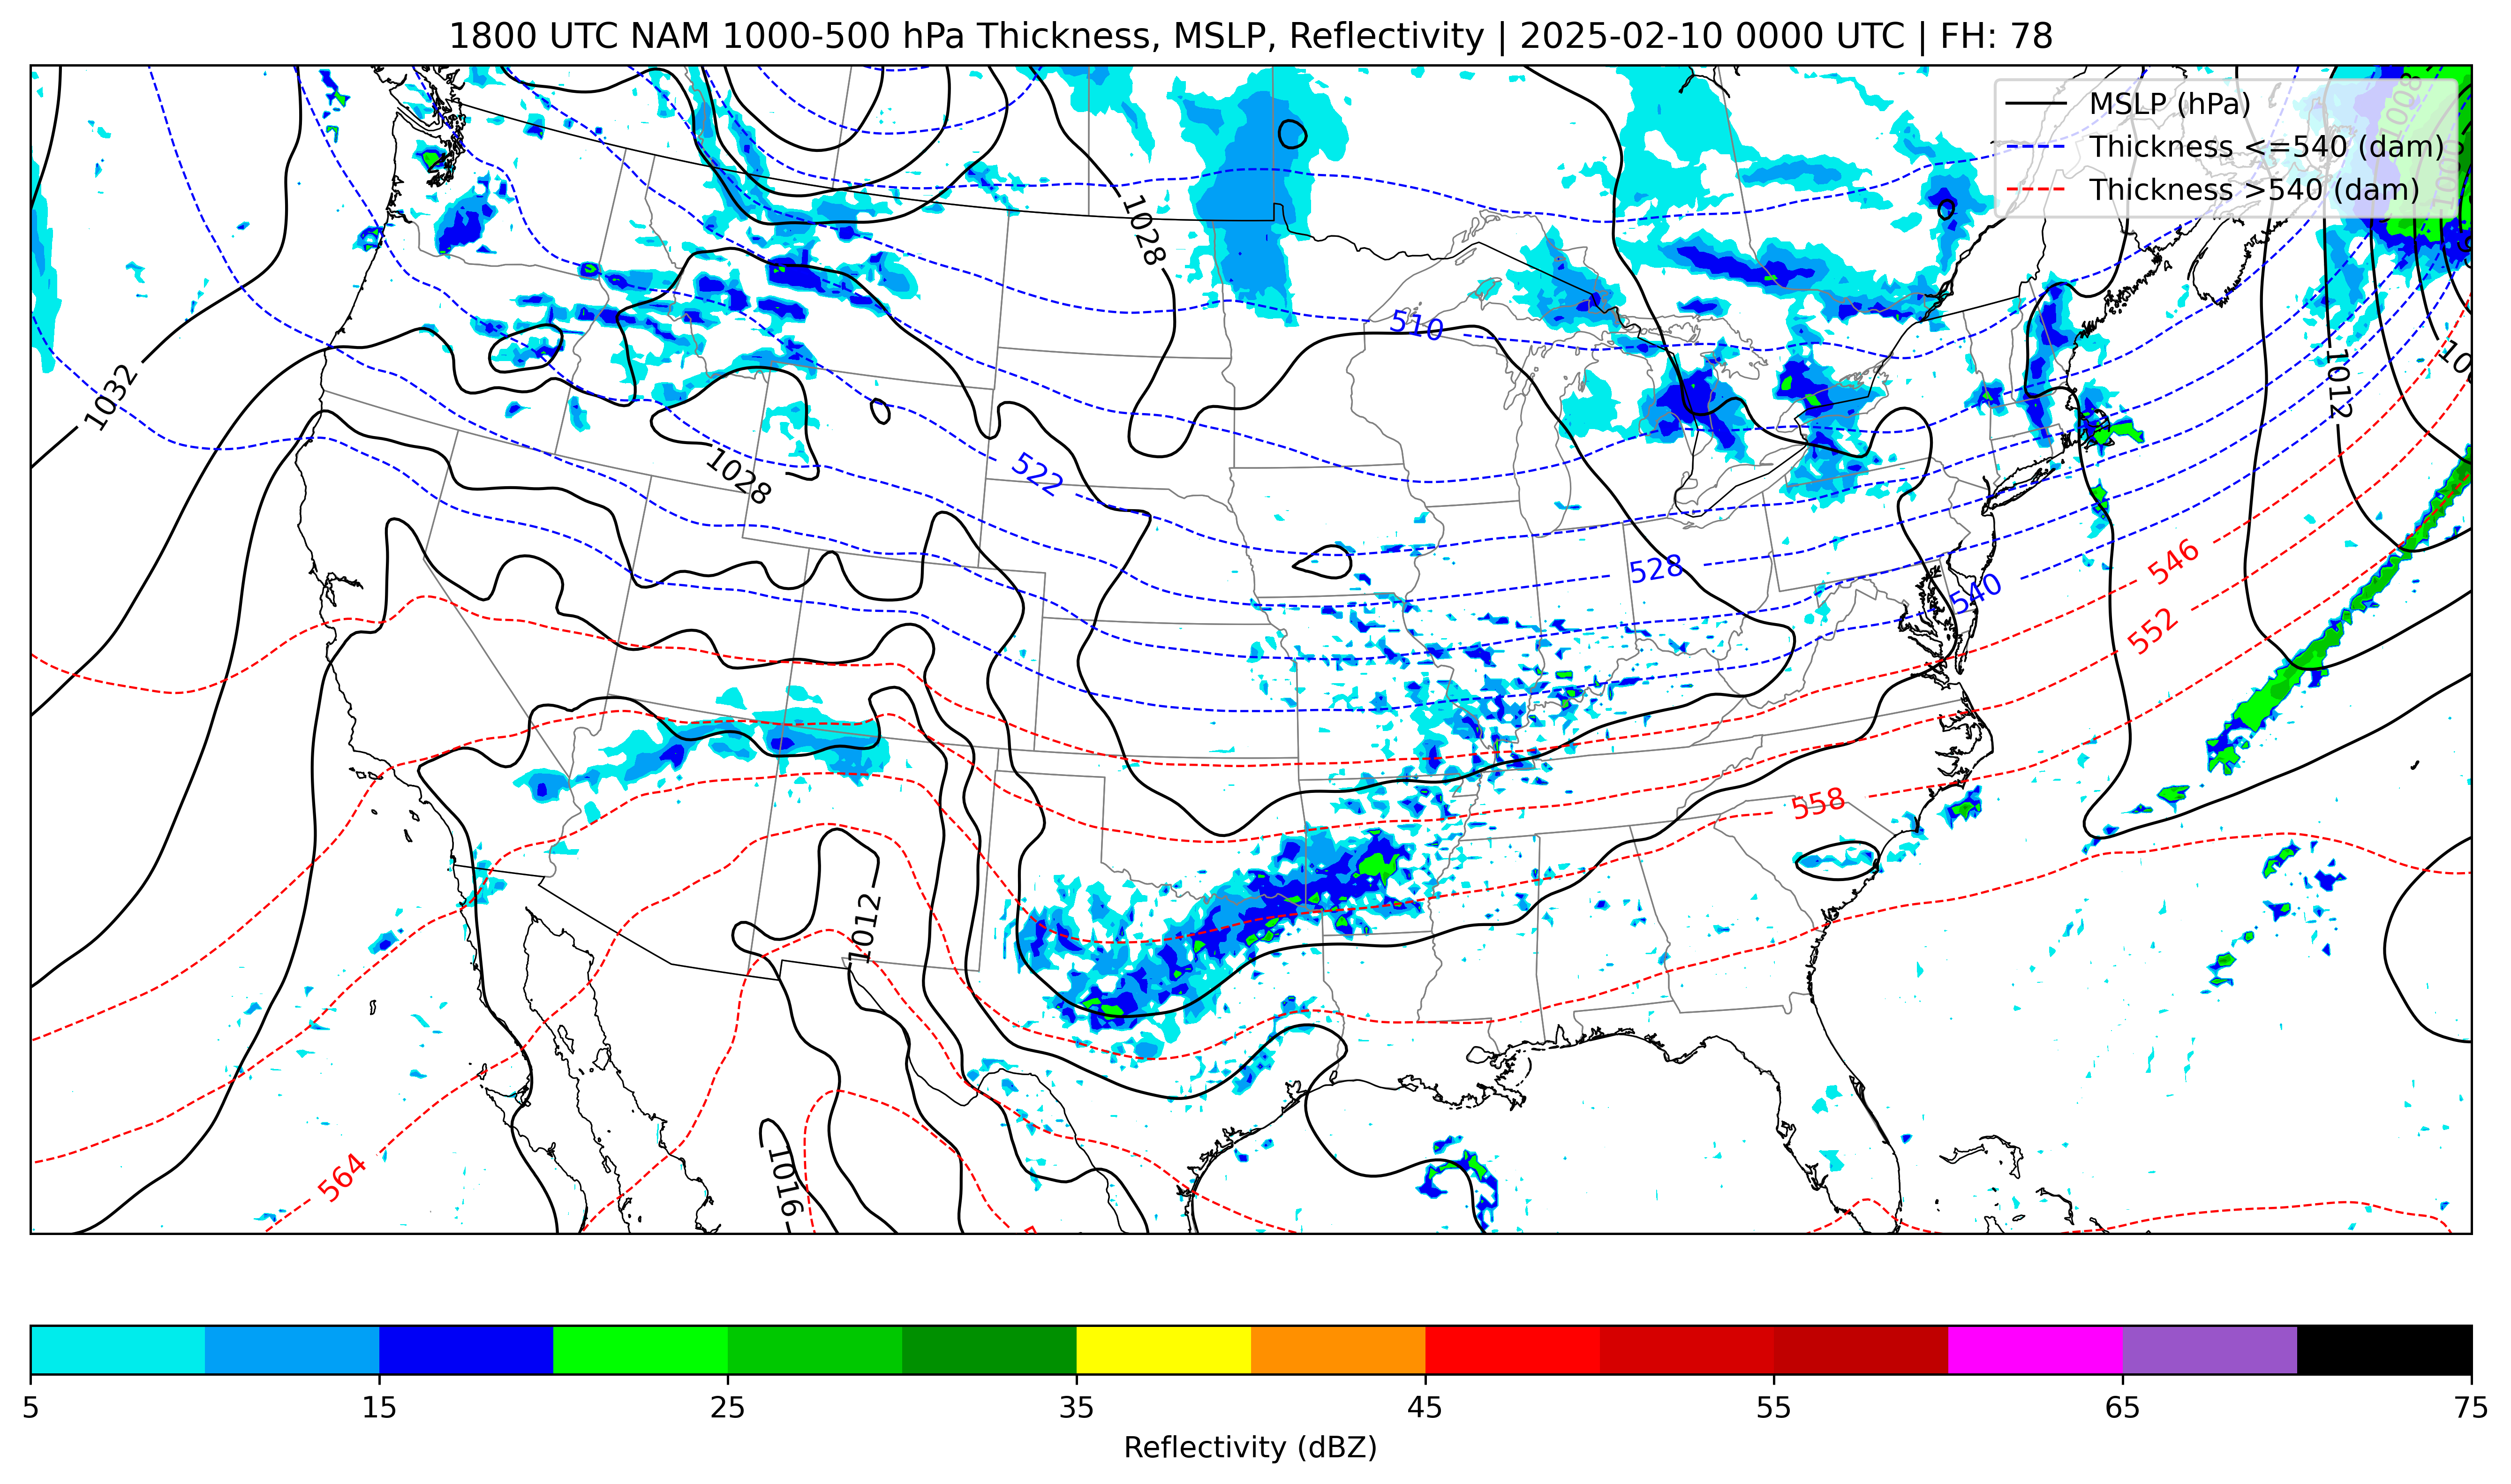 1800 UTC NAM 1000-500 hPa Thickness, MSLP, Reflectivity | 2025-02-10 0000 UTC | FH: 78
MSLP (hPa)
Thickness <=540 (dam)
Thickness >540 (dam)
1008
1000
1028
510
1032
1012
1028
522
528
540
546
552
558
1012
564
1016
5 15 25 35 45 55 65 75
Reflectivity (dBZ)